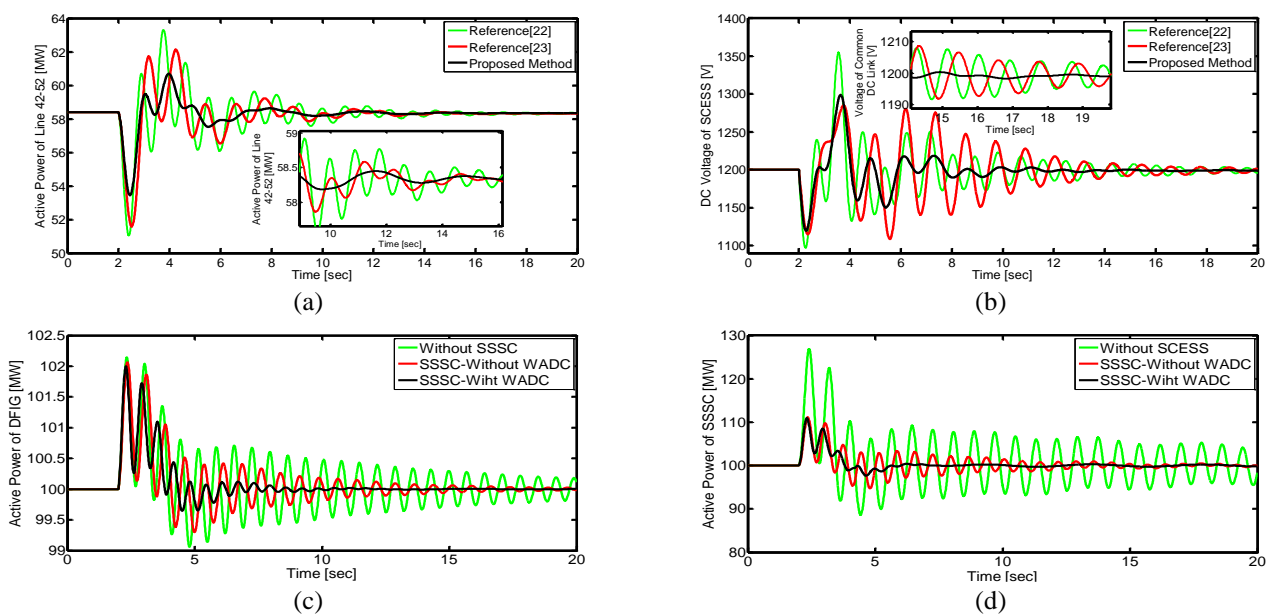 64
62
60
58
56
54
52
50
Active Power of Line 42-52 [MW]
Reference[22]
Reference[23]
Proposed Method
59
58.5
58
Active Power of Line
42-52 [MW]
10 12 14 16
Time [sec]
0 2 4 6 8 10 12 14 16 18 20
Time [sec]
(a)
1400
1350
1300
1250
1200
1150
1100
DC Voltage of SCESS [V]
Reference[22]
Reference[23]
Proposed Method
1210
1200
1190
Voltage of Common
DC Link [V]
15 16 17 18 19
Time [sec]
0 2 4 6 8 10 12 14 16 18 20
Time [sec]
(b)
102.5
102
101.5
101
100.5
100
99.5
99
Active Power of DFIG [MW]
Without SSSC
SSSC-Without WADC
SSSC-Wiht WADC
0 5 10 15 20
Time [sec]
(c)
130
120
110
100
90
80
Active Power of SSSC [MW]
Without SCESS
SSSC-Without WADC
SSSC-Wiht WADC
0 5 10 15 20
Time [sec]
(d)